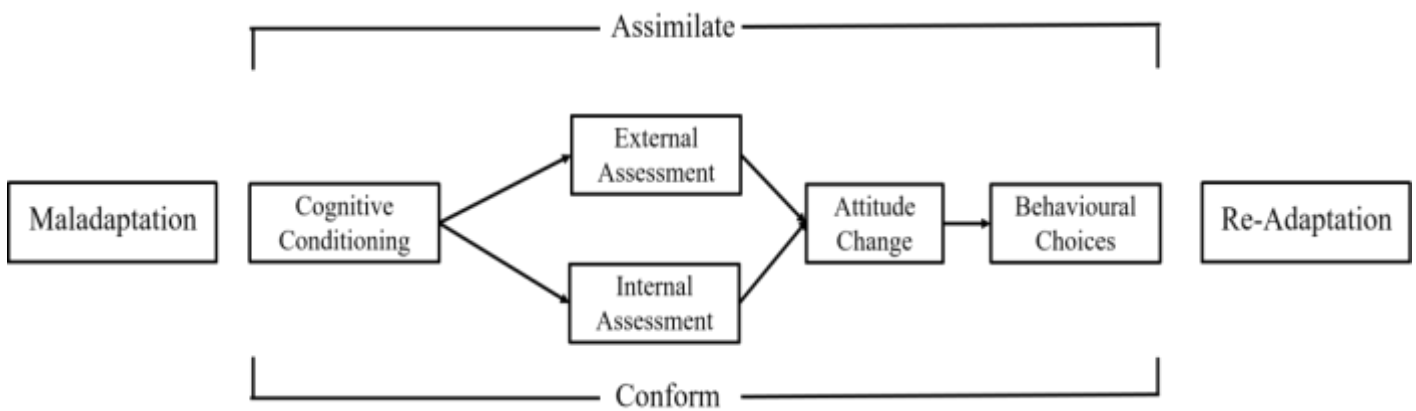 Assimilate
Maladaptation
Cognitive
Conditioning
External
Assessment
Internal
Assessment
Attitude
Change
Behavioural
Choices
Re-Adaptation
Conform